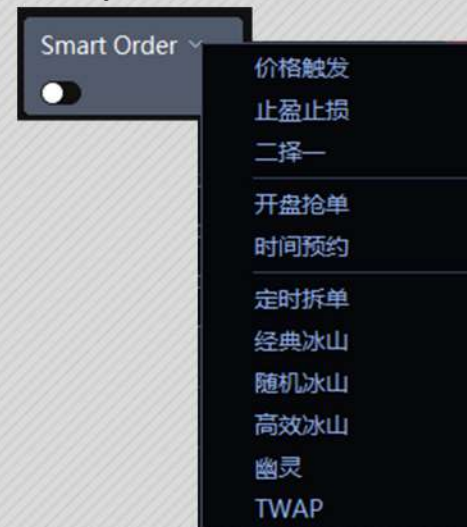 Smart Order
价格触发
止盈止损
二择一
开盘抢单
时间预约
定时拆单
经典冰山
随机冰山
高效冰山
幽灵
TWAP